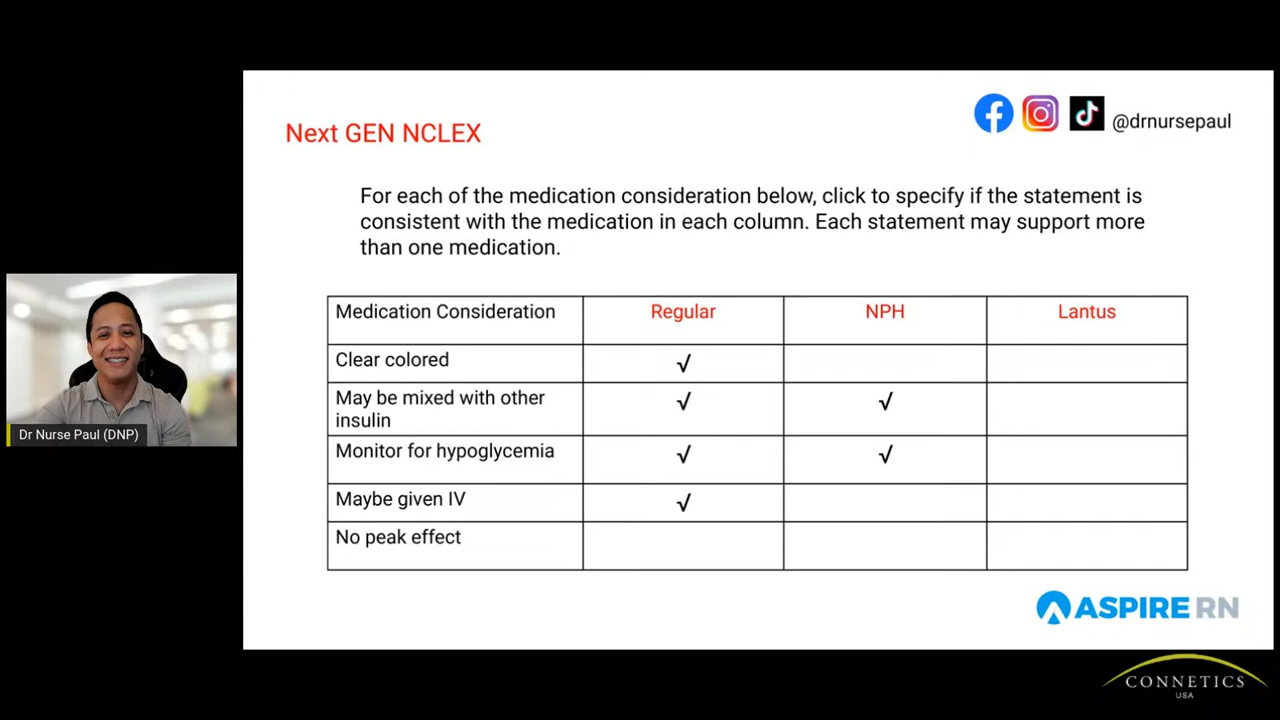 Next GEN NCLEX
@drnursepaul
For each of the medication consideration below, click to specify if the statement is
consistent with the medication in each column. Each statement may support more
than one medication.
Medication Consideration Regular NPH Lantus
Clear colored √
May be mixed with other
insulin √ √
Monitor for hypoglycemia √ √
Maybe given IV √
No peak effect
Dr Nurse Paul (DNP)
ASPIRE RN
CONNETICS
USA